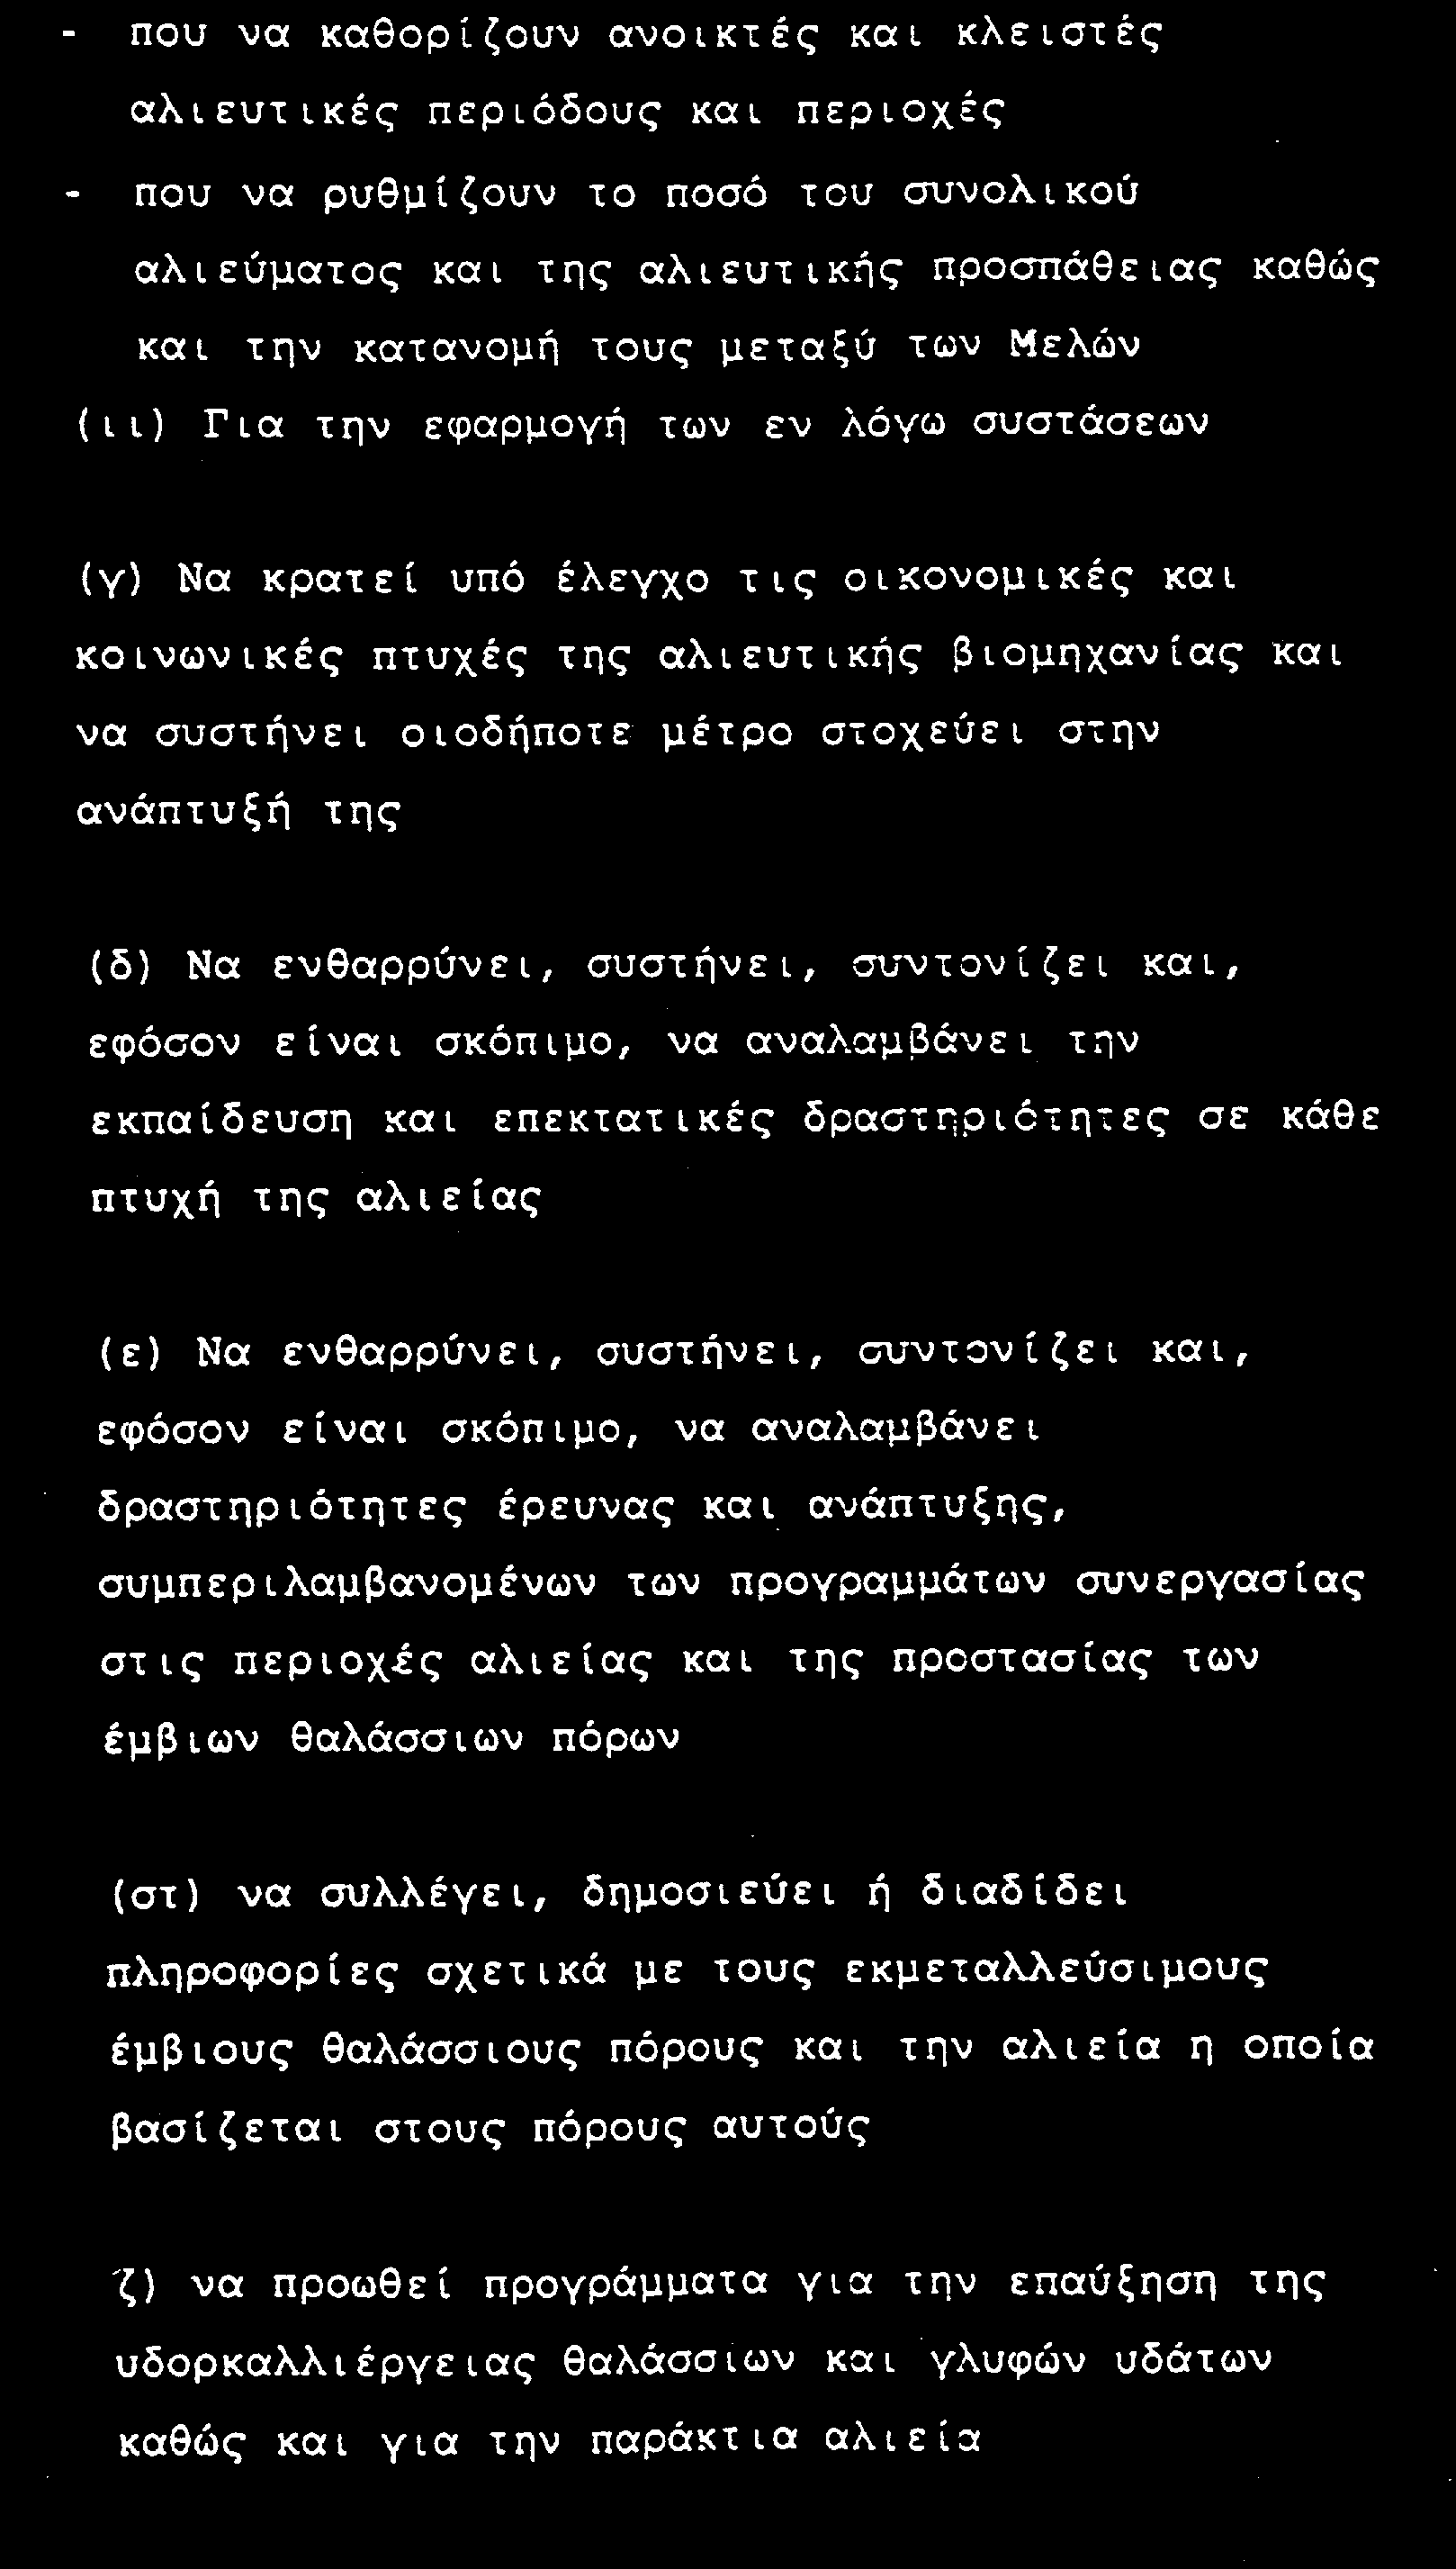 - που να καθορίζουν ανοικτές και κλειστές
αλιευτικές περιόδους και περιοχές
- που να ρυθμίζουν το ποσό του συνολικού
αλιεύματος και της αλιευτικής προσπάθειας καθώς
και την κατανομή τους μεταξύ των Μελών
(ιι) Για την εφαρμογή των εν λόγω συστάσεων
(γ) Να κρατεί υπό έλεγχο τις οικονομικές και
κοινωνικές πτυχές της αλιευτικής βιομηχανίας και
να συστήνει οιοδήποτε μέτρο στοχεύει στην
ανάπτυξή της
(δ) Να ενθαρρύνει, συστήνει, συντονίζει και,
εφόσον είναι σκόπιμο, να αναλαμβάνει την
εκπαίδευση και επεκτατικές δραστηριότητες σε κάθε
πτυχή της αλιείας
(ε) Να ενθαρρύνει, συστήνει, συντονίζει και,
εφόσον είναι σκόπιμο, να αναλαμβάνει
δραστηριότητες έρευνας και ανάπτυξης,
συμπεριλαμβανομένων των προγραμμάτων συνεργασίας
στις περιοχές αλιείας και της προστασίας των
έμβιων θαλάσσιων πόρων
(στ) να συλλέγει, δημοσιεύει ή διαδίδει
πληροφορίες σχετικά με τους εκμεταλλεύσιμους
έμβιους θαλάσσιους πόρους και την αλιεία η οποία
βασίζεται στους πόρους αυτούς
ζ) να προωθεί προγράμματα για την επαύξηση της
υδορκαλλιέργειας θαλάσσιων και γλυφών υδάτων
καθώς και για την παράκτια αλιεία